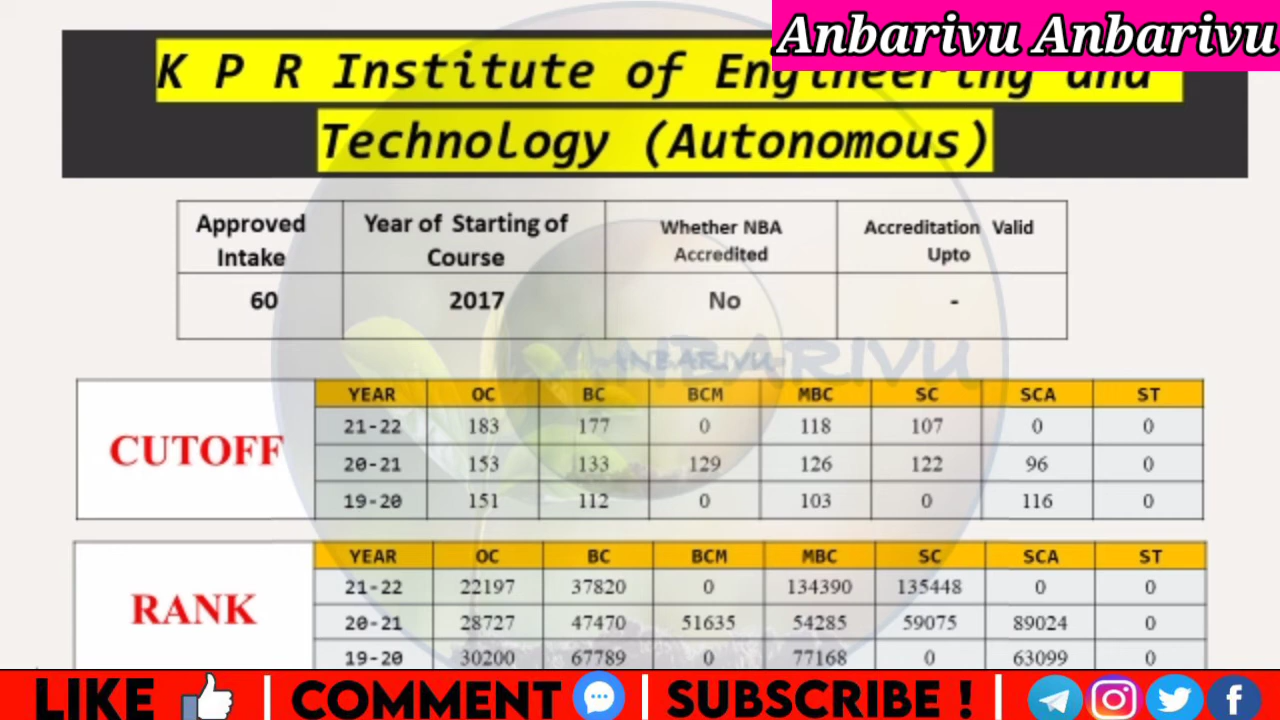 Anbarivu Anbarivu
K P R Institute of Engineering and
Technology (Autonomous)
Approved Intake | Year of Starting of Course | Whether NBA Accredited | Accreditation Valid Upto
60 | 2017 | No | -
ANBARIVU
ANBARIVU
CUTOFF
YEAR OC BC BCM MBC SC SCA ST
21-22 183 177 0 118 107 0 0
20-21 153 133 129 126 122 96 0
19-20 151 112 0 103 0 116 0
RANK
YEAR OC BC BCM MBC SC SCA ST
21-22 22197 37820 0 134390 135448 0 0
20-21 28727 47470 51635 54285 59075 89024 0
19-20 30200 67789 0 77168 0 63099 0
LIKE | COMMENT | SUBSCRIBE ! |